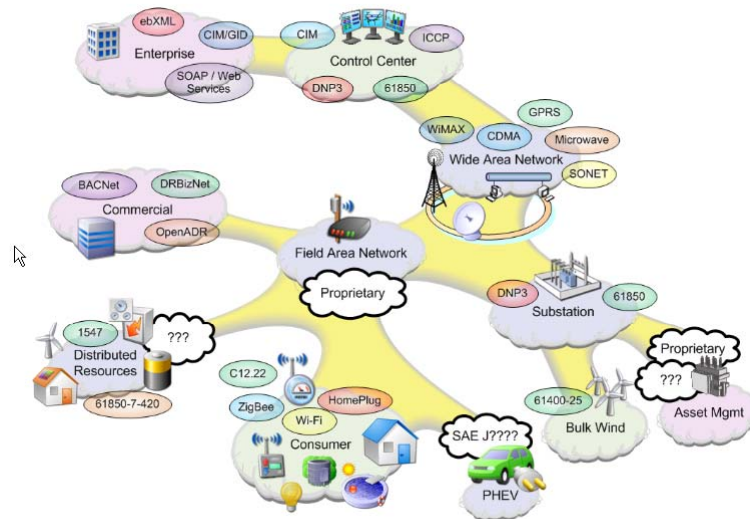 ebXML
CIM/GID
Enterprise
SOAP / Web
Services
CIM
ICCP
Control Center
DNP3
61850
GPRS
WiMAX
CDMA
Microwave
Wide Area Network
SONET
BACNet
DRBizNet
Commercial
OpenADR
Field Area Network
Proprietary
DNP3
61850
Substation
1547
???
Distributed
Resources
61850-7-420
C12.22
ZigBee
HomePlug
Wi-Fi
Consumer
SAE J????
PHEV
61400-25
Bulk Wind
Proprietary
???
Asset Mgmt